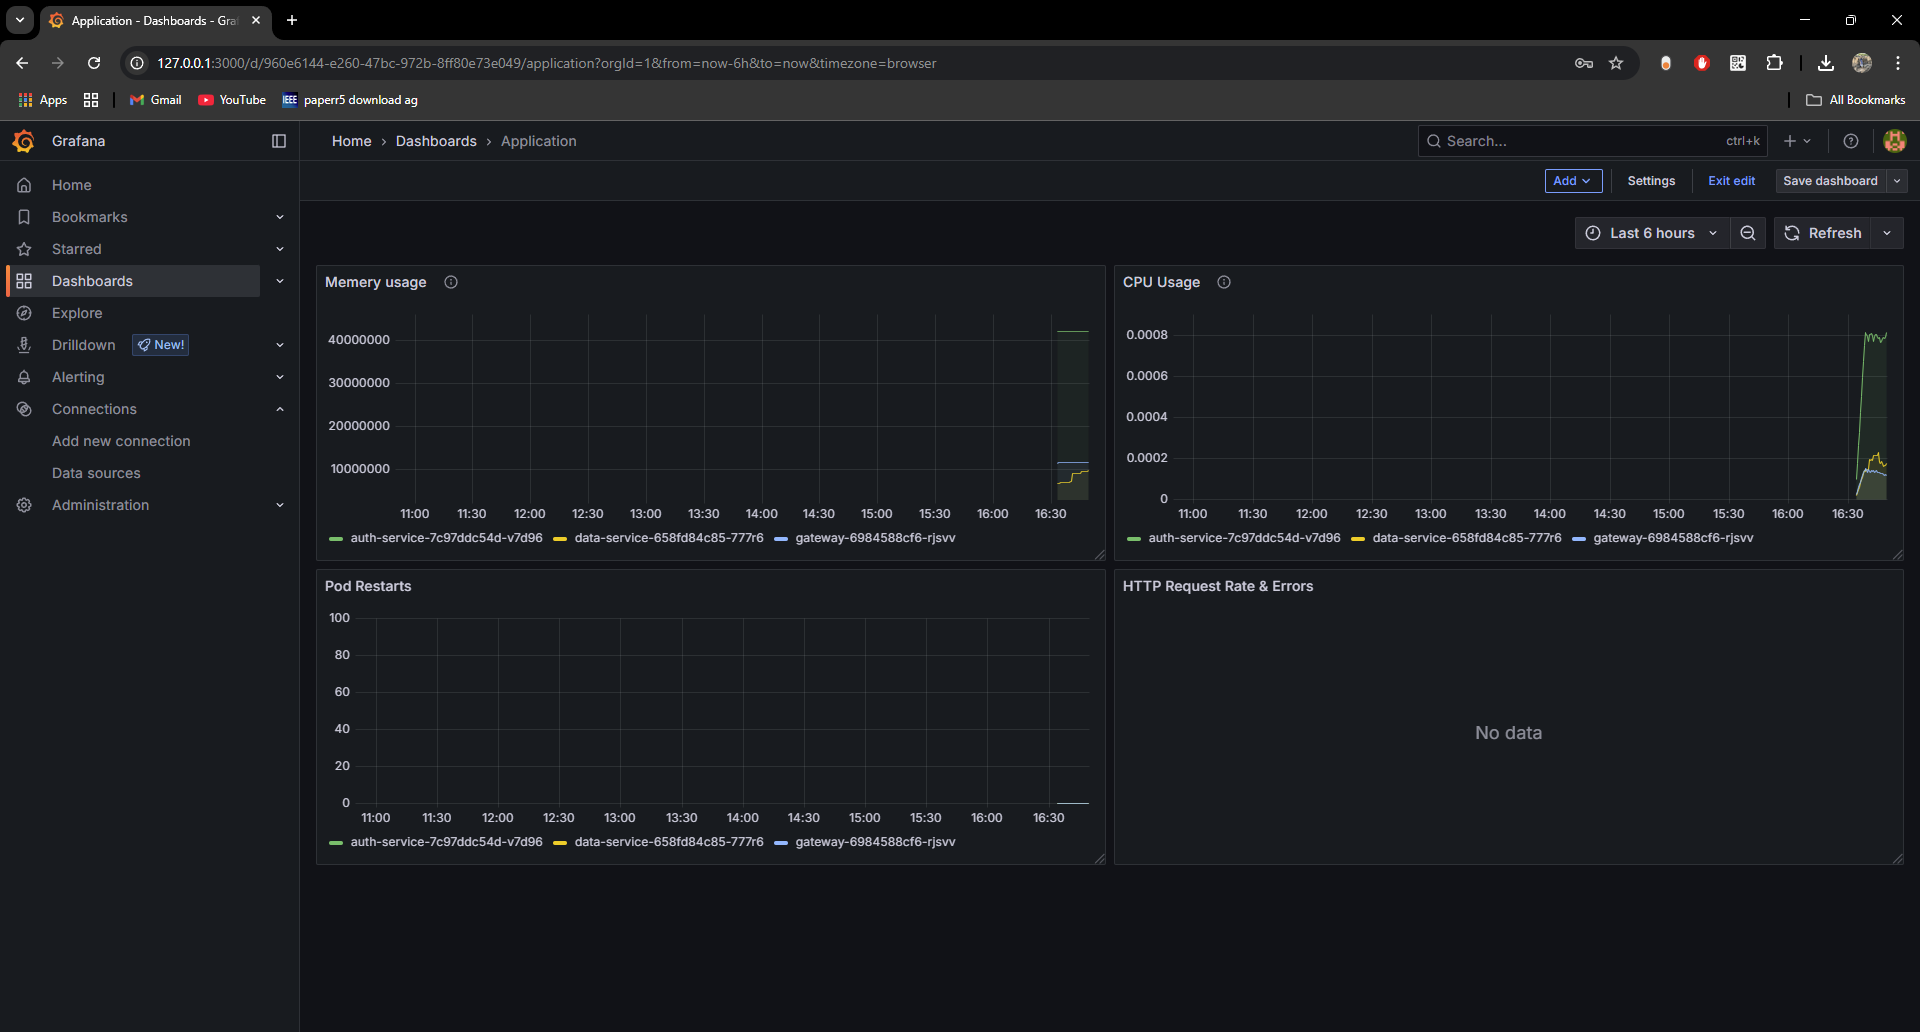 Application - Dashboards - Gra
127.0.0.1:3000/d/960e6144-e260-47bc-972b-8ff80e73e049/application?orgId=1&from=now-6h&to=now&timezone=browser
Apps Gmail YouTube IEEE paperr5 download ag All Bookmarks
Grafana Home › Dashboards › Application Search... ctrl+k
Add Settings Exit edit Save dashboard
Last 6 hours Refresh
Home
Bookmarks
Starred
Dashboards
Explore
Drilldown New!
Alerting
Connections
Add new connection
Data sources
Administration
Memery usage
40000000
30000000
20000000
10000000
11:00 11:30 12:00 12:30 13:00 13:30 14:00 14:30 15:00 15:30 16:00 16:30
auth-service-7c97ddc54d-v7d96 data-service-658fd84c85-777r6 gateway-6984588cf6-rjsvv
CPU Usage
0.0008
0.0006
0.0004
0.0002
0
11:00 11:30 12:00 12:30 13:00 13:30 14:00 14:30 15:00 15:30 16:00 16:30
auth-service-7c97ddc54d-v7d96 data-service-658fd84c85-777r6 gateway-6984588cf6-rjsvv
Pod Restarts
100
80
60
40
20
0
11:00 11:30 12:00 12:30 13:00 13:30 14:00 14:30 15:00 15:30 16:00 16:30
auth-service-7c97ddc54d-v7d96 data-service-658fd84c85-777r6 gateway-6984588cf6-rjsvv
HTTP Request Rate & Errors
No data